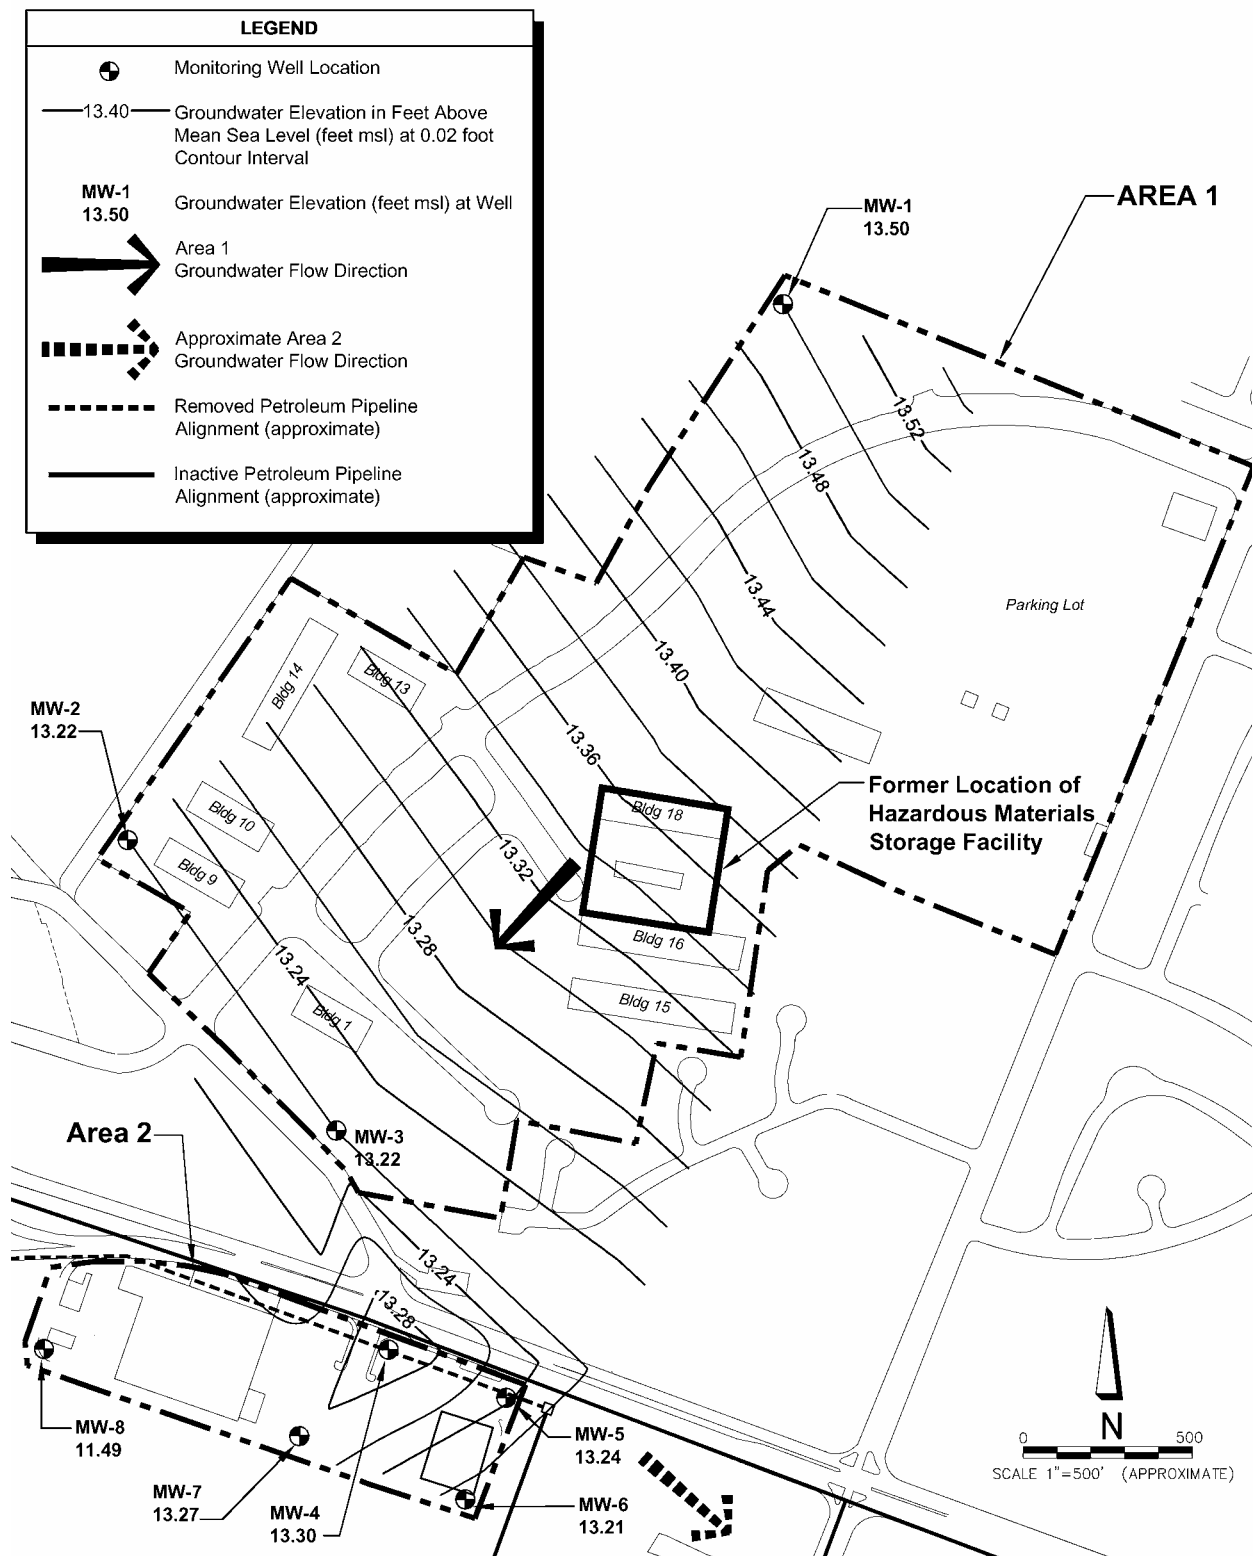 LEGEND
Monitoring Well Location
13.40
Groundwater Elevation in Feet Above
Mean Sea Level (feet msl) at 0.02 foot
Contour Interval
MW-1
13.50
Groundwater Elevation (feet msl) at Well
Area 1
Groundwater Flow Direction
Approximate Area 2
Groundwater Flow Direction
Removed Petroleum Pipeline
Alignment (approximate)
Inactive Petroleum Pipeline
Alignment (approximate)
AREA 1
MW-1
13.50
13.52
13.48
13.44
13.40
13.36
13.32
13.28
13.24
Parking Lot
Bldg 14
Bldg 13
MW-2
13.22
Bldg 10
Bldg 9
Bldg 18
Former Location of
Hazardous Materials
Storage Facility
Bldg 16
Bldg 15
Bldg 1
Area 2
MW-3
13.22
13.24
13.28
MW-8
11.49
MW-7
13.27
MW-4
13.30
MW-5
13.24
MW-6
13.21
N
0
500
SCALE 1"=500' (APPROXIMATE)